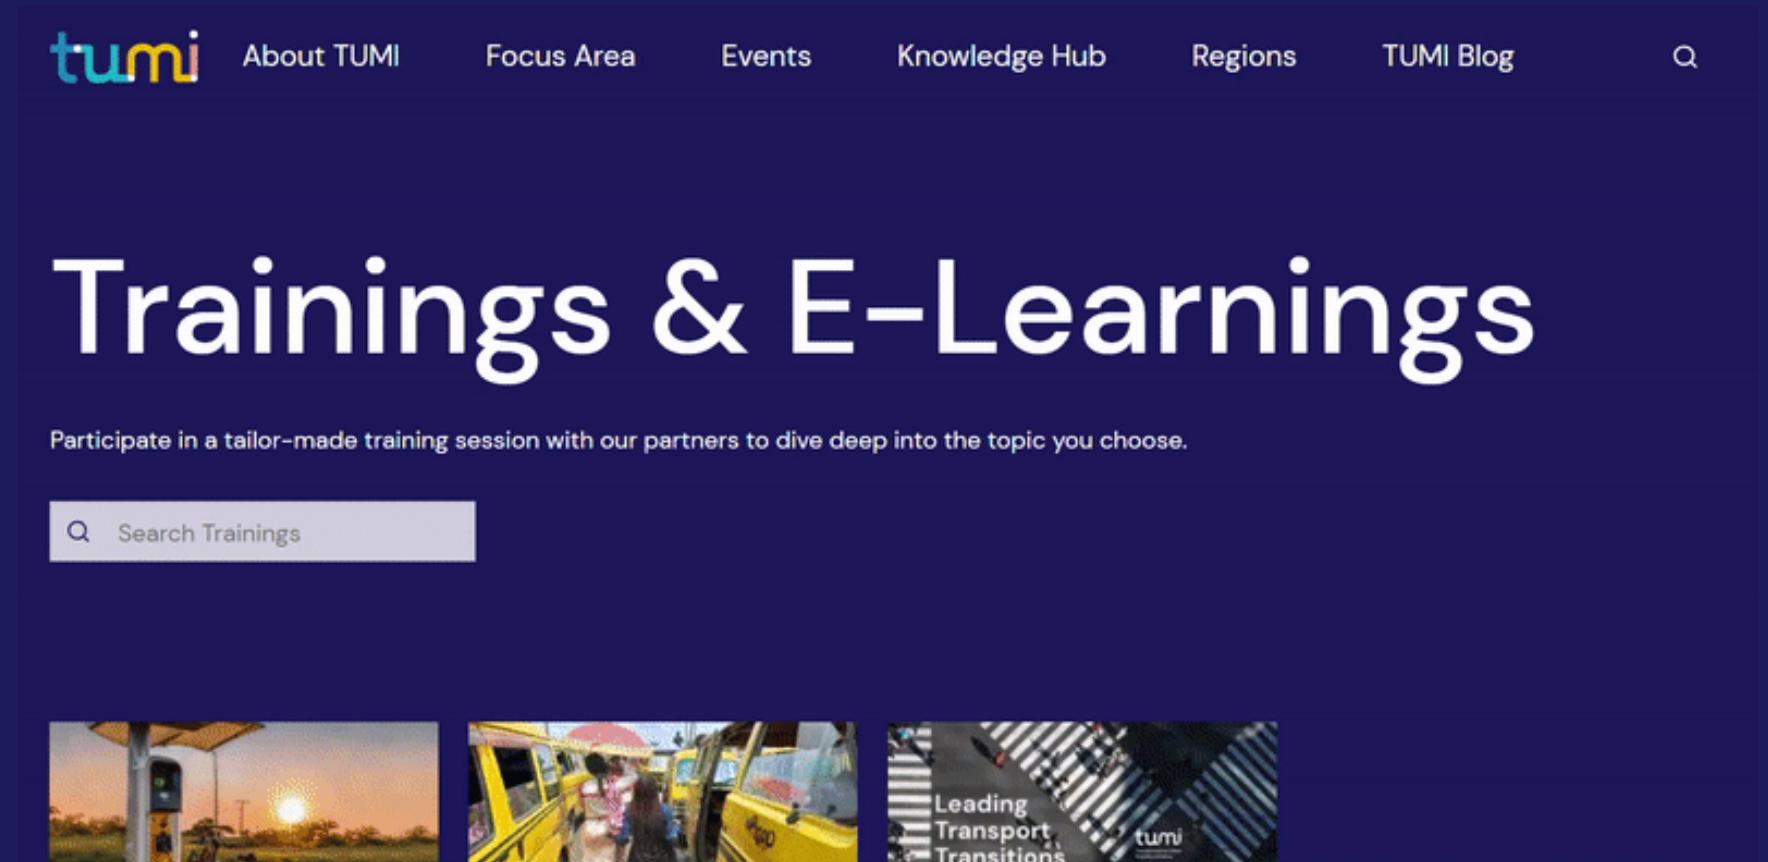 tumi About TUMI Focus Area Events Knowledge Hub Regions TUMI Blog
Trainings & E-Learnings
Participate in a tailor-made training session with our partners to dive deep into the topic you choose.
Search Trainings
Leading
Transport
Transitions
tumi